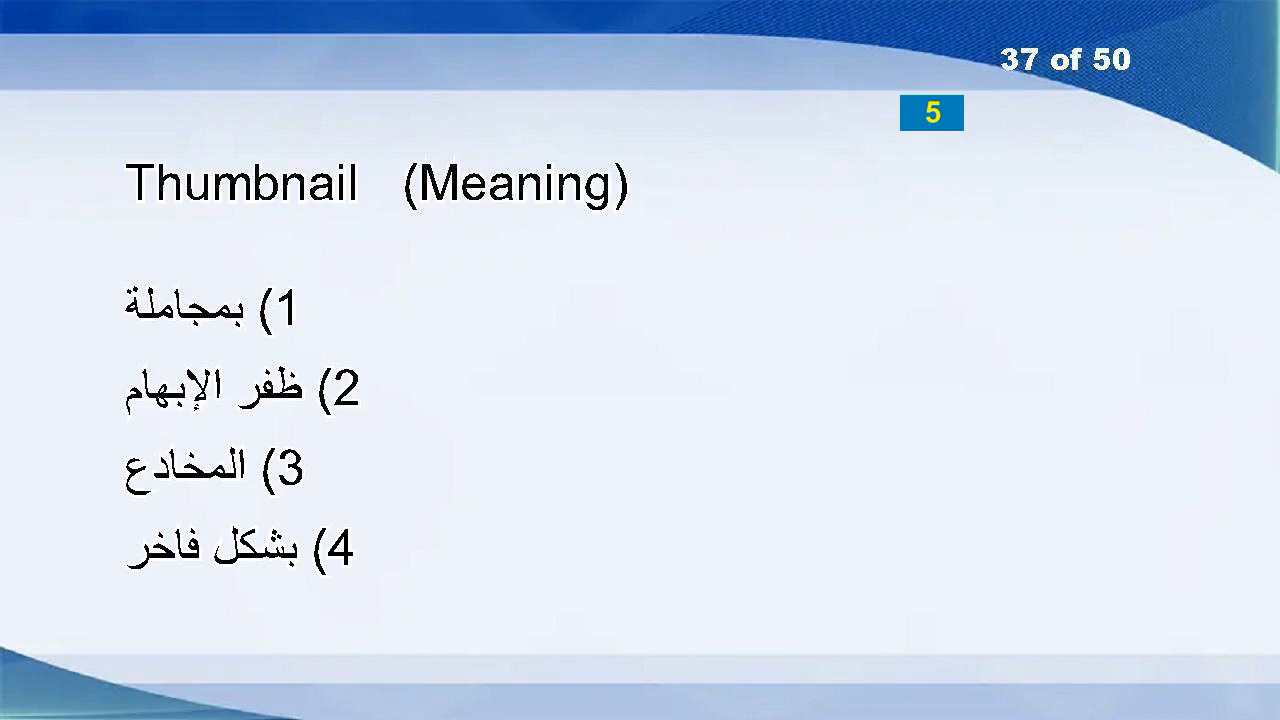 37 of 50
5
Thumbnail (Meaning)
1) بمجاملة
2) ظفر الإبهام
3) المخادع
4) بشكل فاخر